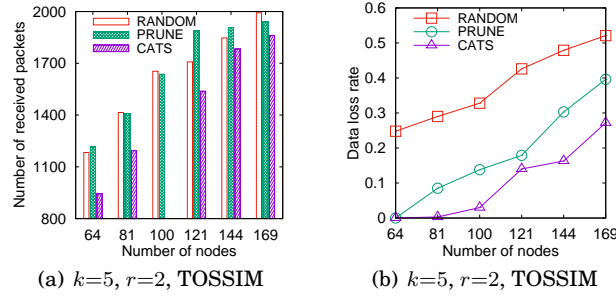 Number of received packets
2000
1700
1400
1100
800
RANDOM
PRUNE
CATS
64 81 100 121 144 169
Number of nodes
(a) k=5, r=2, TOSSIM
Data loss rate
0.6
0.5
0.4
0.3
0.2
0.1
0
RANDOM
PRUNE
CATS
64 81 100 121 144 169
Number of nodes
(b) k=5, r=2, TOSSIM